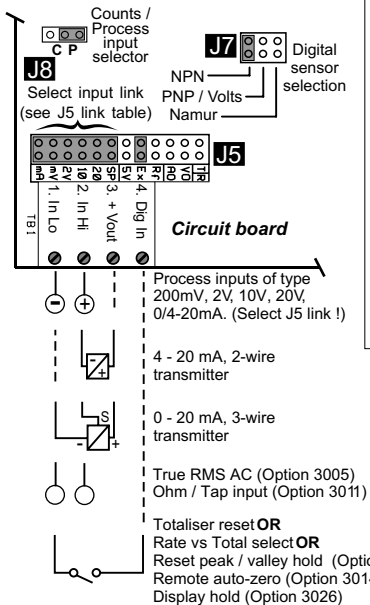 Counts /
Process
input
selector
C P
J8
J7
Digital
sensor
selection
NPN
PNP / Volts
Namur
Select input link
(see J5 link table)
J5
mA mV 2V 10 20 SP 5V Ex Rf AO VO TR
TB1
1. In Lo
2. In Hi
3. + Vout
4. Dig In
Circuit board
- +
Process inputs of type
200mV, 2V, 10V, 20V,
0/4-20mA. (Select J5 link !)
- +
4 - 20 mA, 2-wire
transmitter
S
- +
0 - 20 mA, 3-wire
transmitter
True RMS AC (Option 3005)
Ohm / Tap input (Option 3011)
Totaliser reset OR
Rate vs Total select OR
Reset peak / valley hold (Optio
Remote auto-zero (Option 3014
Display hold (Option 3026)